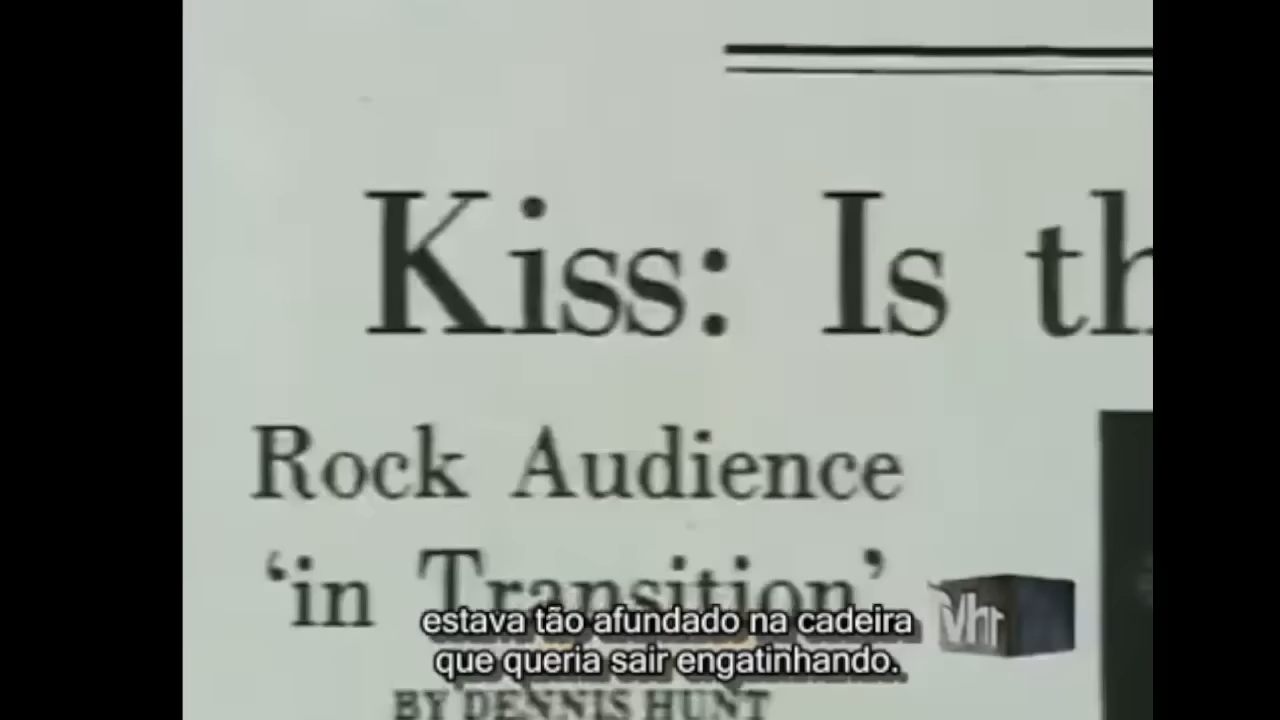 Kiss: Is th
Rock Audience
‘in Transition’
estava tão afundado na cadeira
que queria sair engatinhando.
BY DENNIS HUNT
vh1